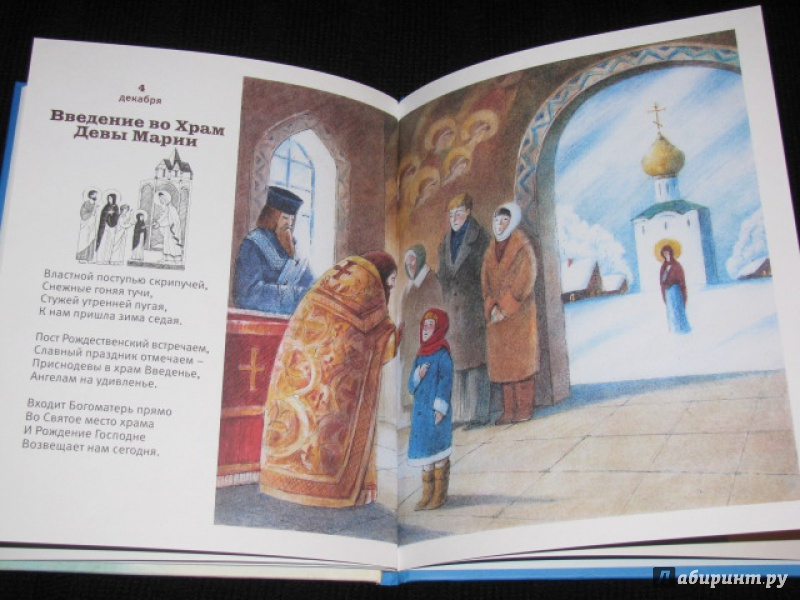 4
декабря
Введение во Храм
Девы Марии
Властной поступью скрипучей,
Снежные гоняя тучи,
Стужей утренней пугая,
К нам пришла зима седая.
Пост Рождественский встречаем,
Славный праздник отмечаем –
Приснодевы в храм Введенье,
Ангелам на удивленье.
Входит Богоматерь прямо
Во Святое место храма
И Рождение Господне
Возвещает нам сегодня.
Лабиринт.ру